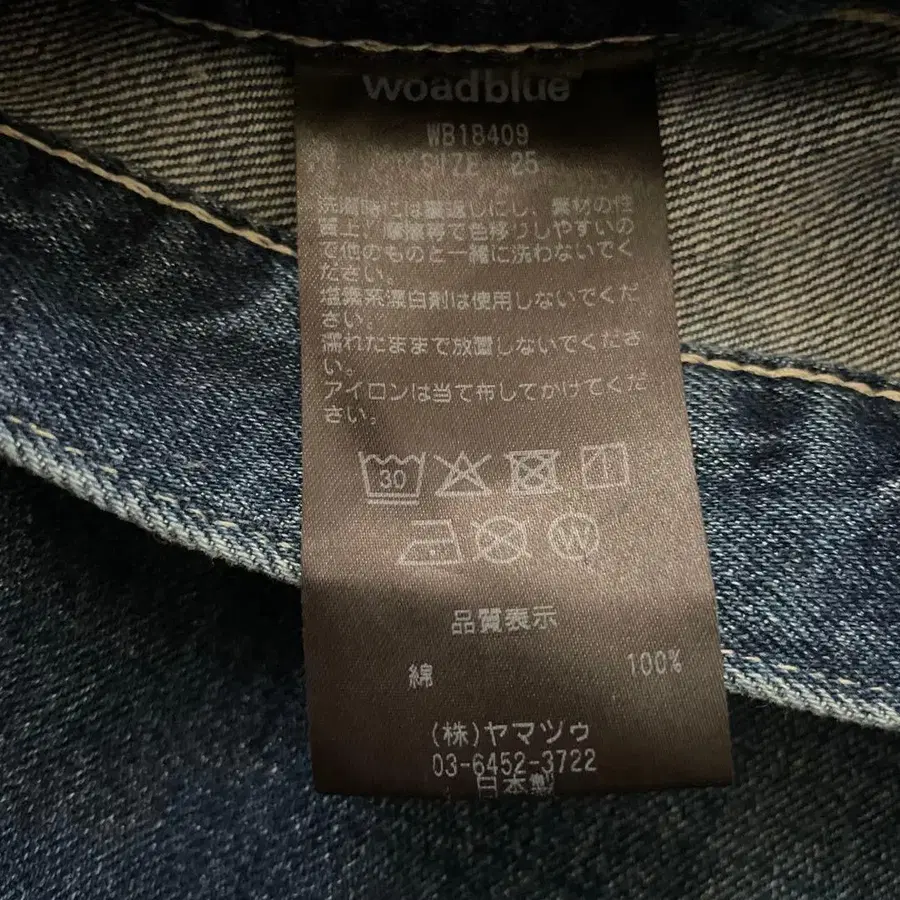 woadblue
WB18409
SIZE 25
洗濯時には裏返しにし、素材の性
質上、摩擦等で色移りしやすいの
で他のものと一緒に洗わないでく
ださい。
塩素系漂白剤は使用しないでくだ
さい。
濡れたままで放置しないでくださ
い。
アイロンは当て布してかけてくだ
さい。
30
W
品質表示
綿 100%
(株)ヤマツゥ
03-6452-3722
日本製